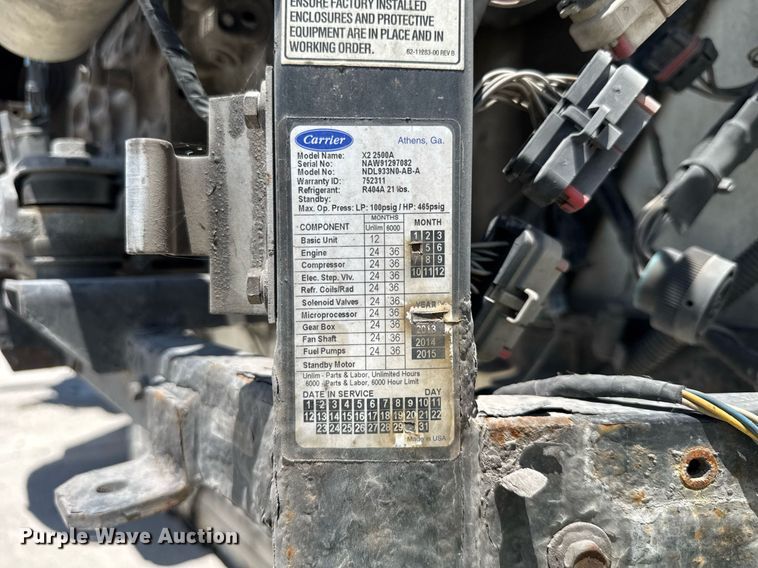 ENSURE FACTORY INSTALLED
ENCLOSURES AND PROTECTIVE
EQUIPMENT ARE IN PLACE AND IN
WORKING ORDER.
62-11283-00 REV B
Carrier
Athens, Ga.
Model Name: X2 2500A
Serial No: NAW91297082
Model No: NDL933N0-AB-A
Warranty ID: 752311
Refrigerant: R404A 21 lbs.
Standby:
Max. Op. Press: LP: 100psig / HP: 465psig
MONTHS
COMPONENT Unlim 6000
Basic Unit 12
Engine 24 36
Compressor 24 36
Elec. Step. Vlv. 24 36
Refr. Coils/Rad 24 36
Solenoid Valves 24 36
Microprocessor 24 36
Gear Box 24 36
Fan Shaft 24 36
Fuel Pumps 24 36
Standby Motor
MONTH
1 2 3
5 6
7 8 9
10 11 12
YEAR
2013
2014
2015
Unlim - Parts & Labor, Unlimited Hours
6000 - Parts & Labor, 6000 Hour Limit
DATE IN SERVICE DAY
1 2 3 4 5 6 7 8 9 10 11
12 13 14 15 16 17 18 19 20 21 22
23 24 25 26 27 28 29 31
Made in USA
Purple Wave Auction